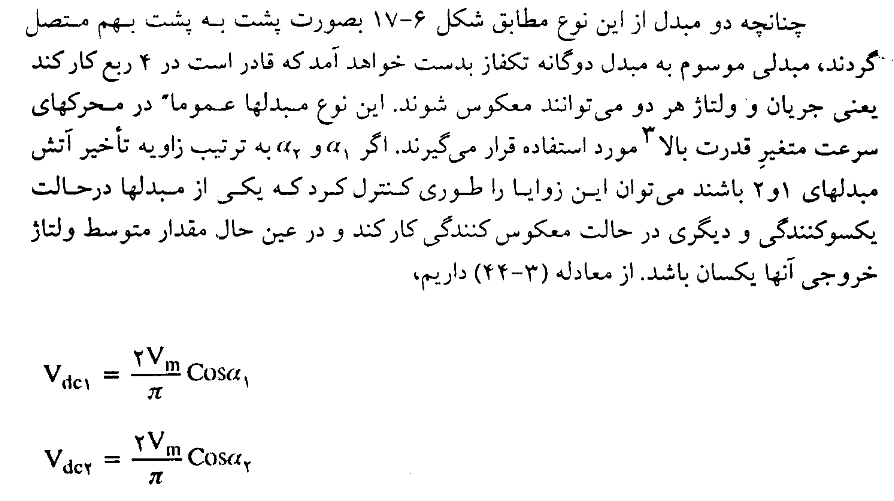 چنانچه دو مبدل از این نوع مطابق شکل ۶-۱۷ بصورت پشت به پشت بهم متصل
گردند، مبدلی موسوم به مبدل دوگانه تکفاز بدست خواهد آمد که قادر است در ۴ ربع کار کند
یعنی جریان و ولتاژ هر دو می‌توانند معکوس شوند. این نوع مبدلها عموما" در محرکهای
سرعت متغیرِ قدرت بالا۳ مورد استفاده قرار می‌گیرند. اگر α۱ و α۲ به ترتیب زاویه تأخیر آتش
مبدلهای ۱و۲ باشند می‌توان این زوایا را طوری کنترل کرد که یکی از مبدلها درحالت
یکسوکنندگی و دیگری در حالت معکوس کنندگی کار کند و در عین حال مقدار متوسط ولتاژ
خروجی آنها یکسان باشد. از معادله (۳-۴۴) داریم،
Vdc۱ = ۲Vm/π Cosα۱
Vdc۲ = ۲Vm/π Cosα۲